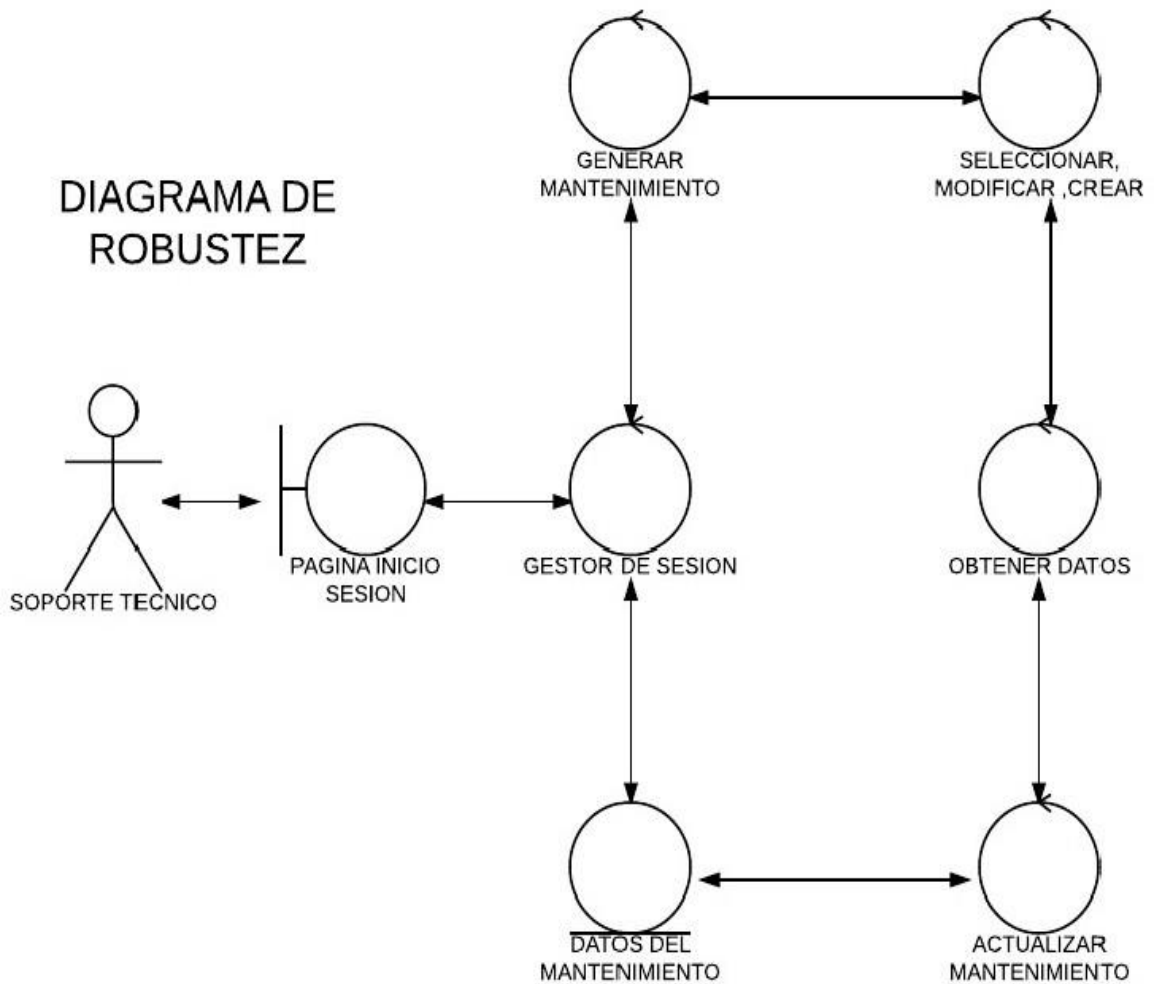 GENERAR
MANTENIMIENTO
SELECCIONAR,
MODIFICAR ,CREAR
DIAGRAMA DE
ROBUSTEZ
SOPORTE TECNICO
PAGINA INICIO
SESION
GESTOR DE SESION
OBTENER DATOS
DATOS DEL
MANTENIMIENTO
ACTUALIZAR
MANTENIMIENTO